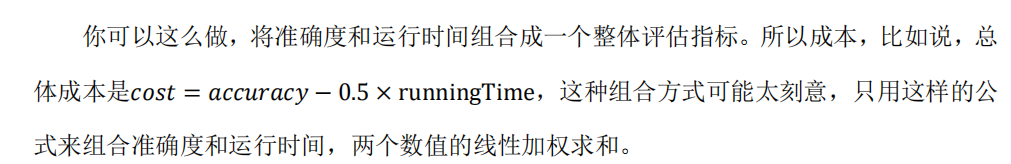 你可以这么做，将准确度和运行时间组合成一个整体评估指标。所以成本，比如说，总
体成本是cost = accuracy − 0.5 × runningTime，这种组合方式可能太刻意，只用这样的公
式来组合准确度和运行时间，两个数值的线性加权求和。